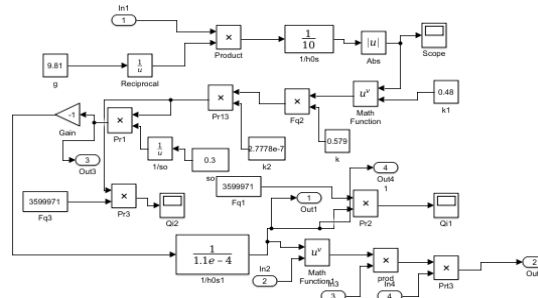 In1
1
×
Product
1
10
1/h0s
|u|
Abs
Scope
9.81
g
1
u
Reciprocal
×
Pr13
×
Fq2
u^v
Math
Function
0.48
k1
-1
Gain
×
Pr1
3
Out3
1
u
1/so
0.3
so
2.7778e-7
k2
0.579
k
3599971
Fq3
×
Pr3
Qi2
3599971
Fq1
1
Out1
×
Pr2
4
Out4
1
Qi1
1
1.1e-4
1/h0s1
In2
2
u^v
Math
Function1
×
prod
In3
3
In4
4
×
Prt3
2
Out